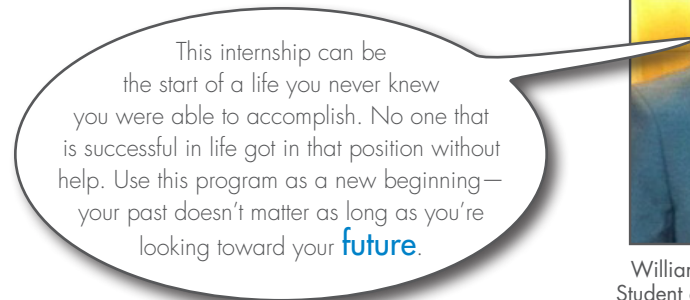 This internship can be
the start of a life you never knew
you were able to accomplish. No one that
is successful in life got in that position without
help. Use this program as a new beginning—
your past doesn't matter as long as you're
looking toward your future.
Student